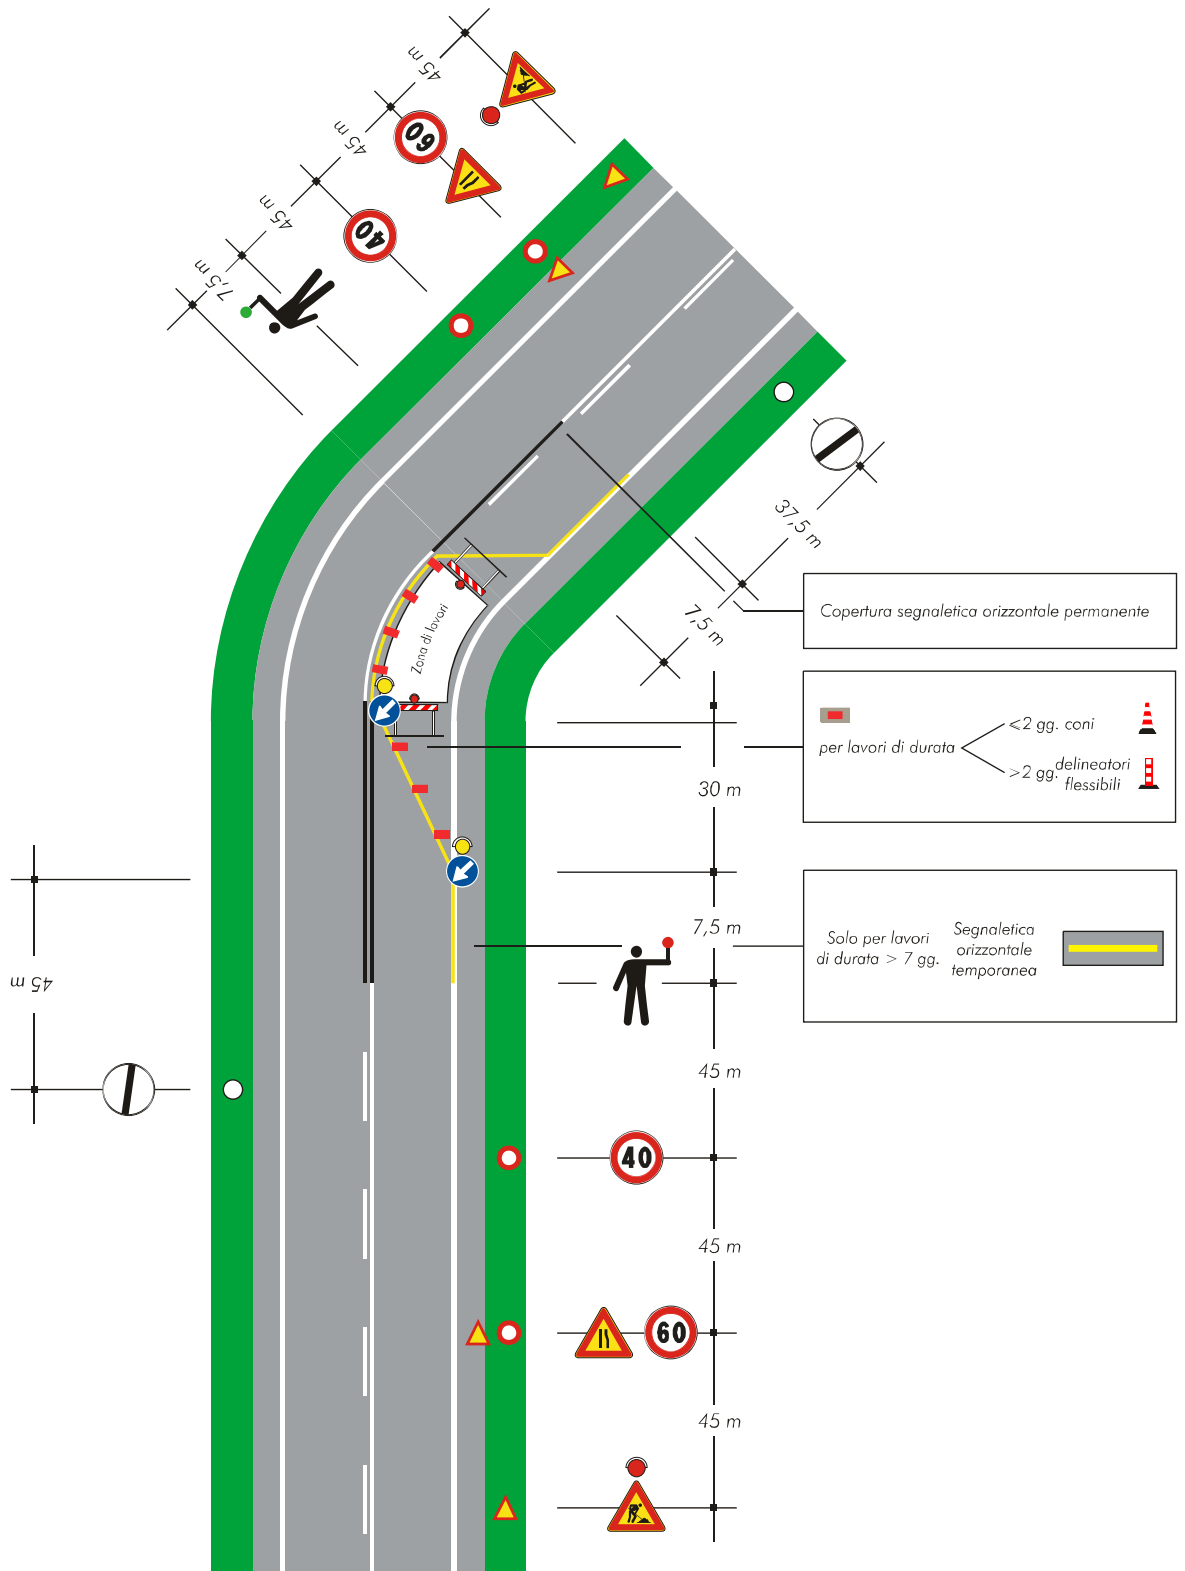 45 m
45 m
60
45 m
40
7,5 m
37,5 m
7,5 m
Copertura segnaletica orizzontale permanente
Zona di lavori
per lavori di durata
≤2 gg. coni
>2 gg. delineatori
flessibili
30 m
7,5 m
Solo per lavori
di durata > 7 gg.
Segnaletica
orizzontale
temporanea
45 m
45 m
40
45 m
60
45 m